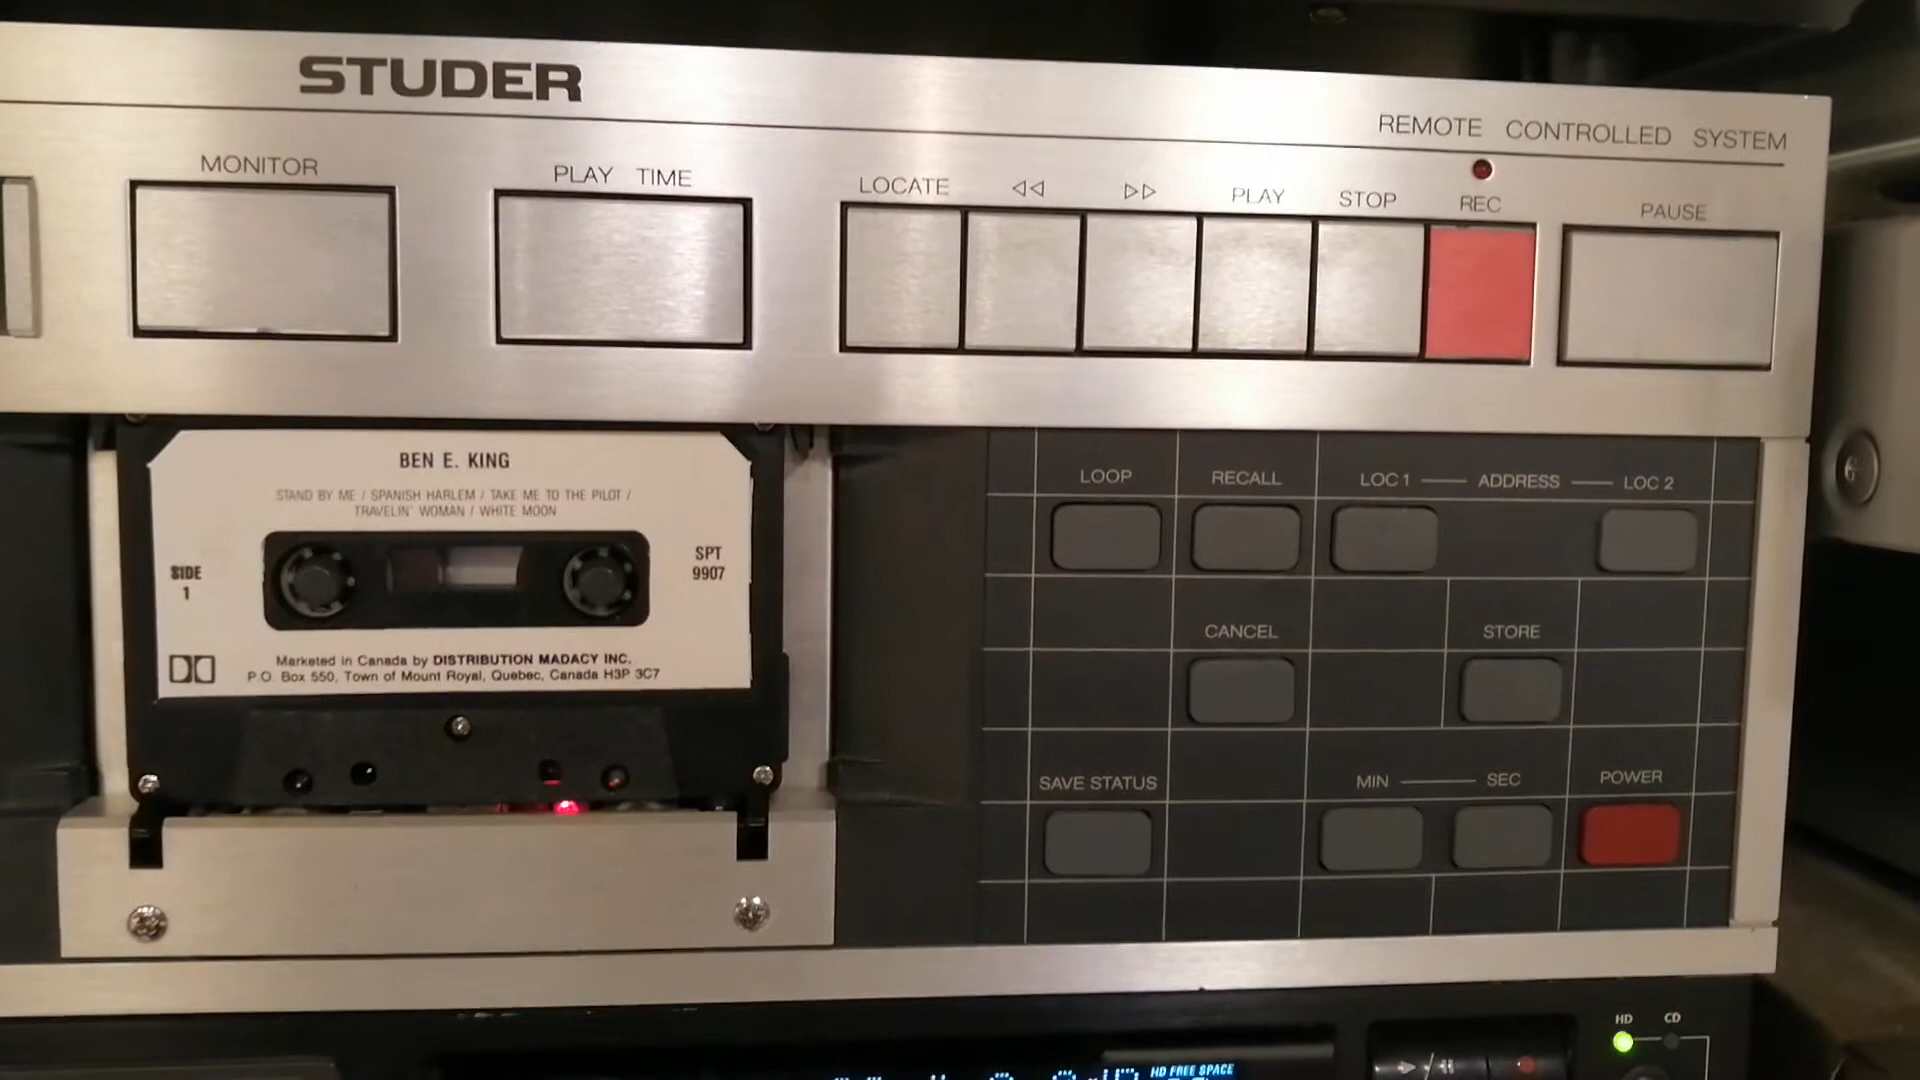 STUDER
REMOTE CONTROLLED SYSTEM
MONITOR
PLAY TIME
LOCATE
PLAY
STOP
REC
PAUSE
BEN E. KING
STAND BY ME / SPANISH HARLEM / TAKE ME TO THE PILOT /
TRAVELIN' WOMAN / WHITE MOON
SIDE
1
SPT
9907
Marketed in Canada by DISTRIBUTION MADACY INC.
P.O. Box 550, Town of Mount Royal, Quebec, Canada H3P 3C7
LOOP
RECALL
LOC 1 ADDRESS LOC 2
CANCEL
STORE
SAVE STATUS
MIN SEC
POWER
HD CD
HD FREE SPACE